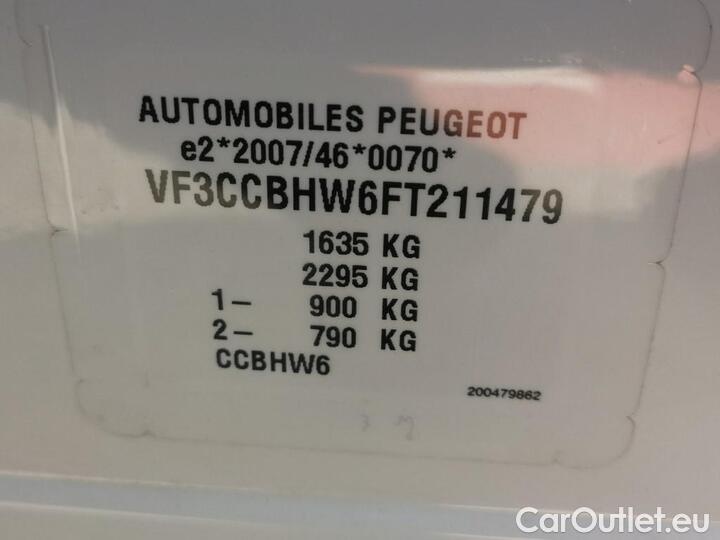 AUTOMOBILES PEUGEOT
e2*2007/46*0070*
VF3CCBHW6FT211479
1635 KG
2295 KG
1– 900 KG
2– 790 KG
CCBHW6
200479862
CarOutlet.eu